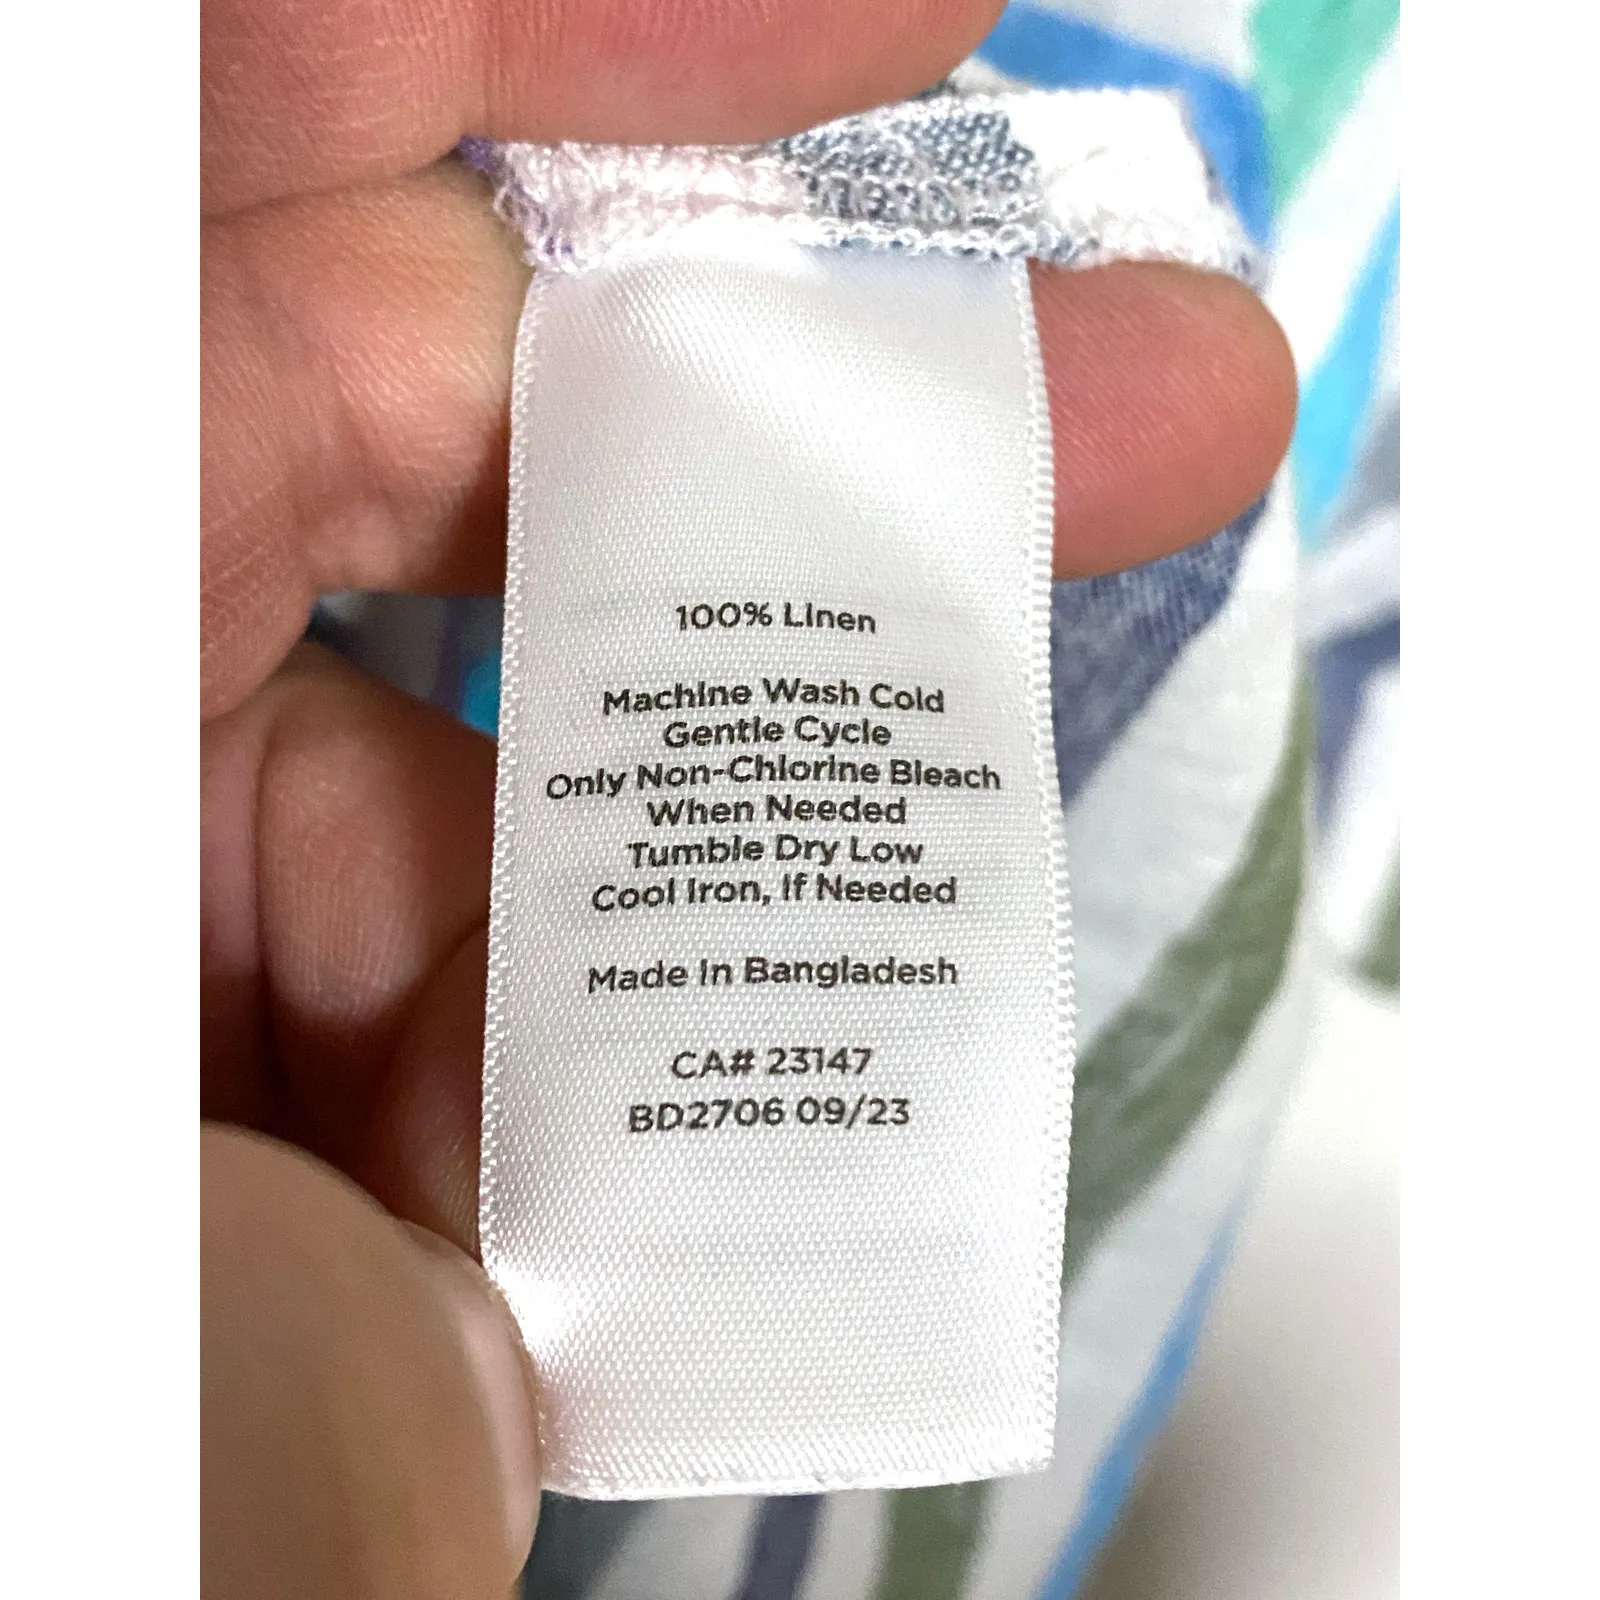 100% Linen
Machine Wash Cold
Gentle Cycle
Only Non-Chlorine Bleach
When Needed
Tumble Dry Low
Cool Iron, If Needed
Made In Bangladesh
CA# 23147
BD2706 09/23